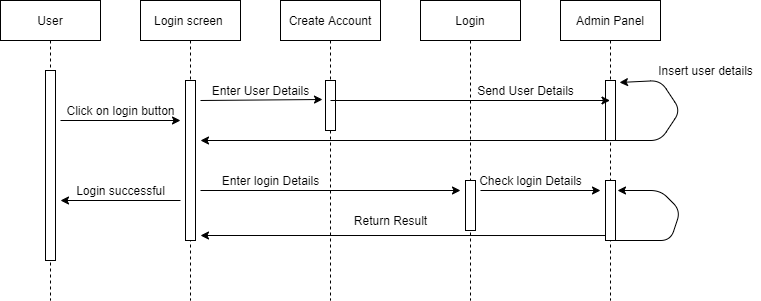 User
Login screen
Create Account
Login
Admin Panel
Insert user details
Enter User Details
Send User Details
Click on login button
Enter login Details
Check login Details
Login successful
Return Result